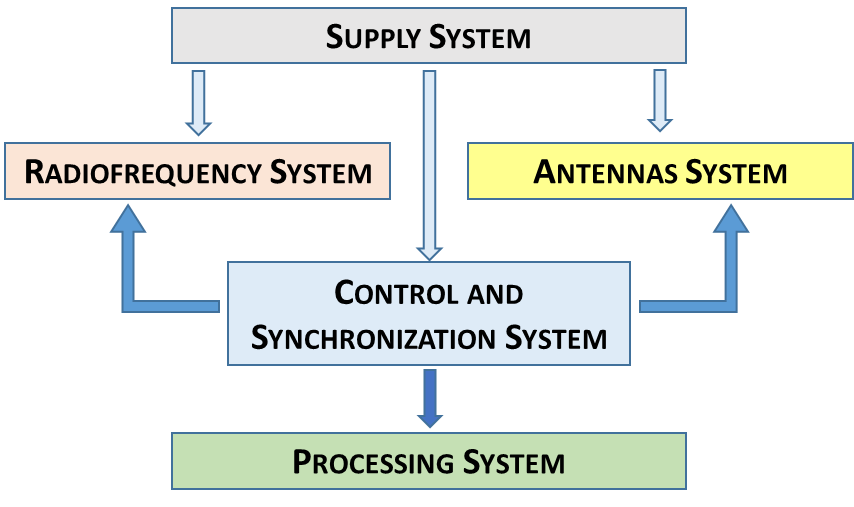 SUPPLY SYSTEM
RADIOFREQUENCY SYSTEM
ANTENNAS SYSTEM
CONTROL AND
SYNCHRONIZATION SYSTEM
PROCESSING SYSTEM